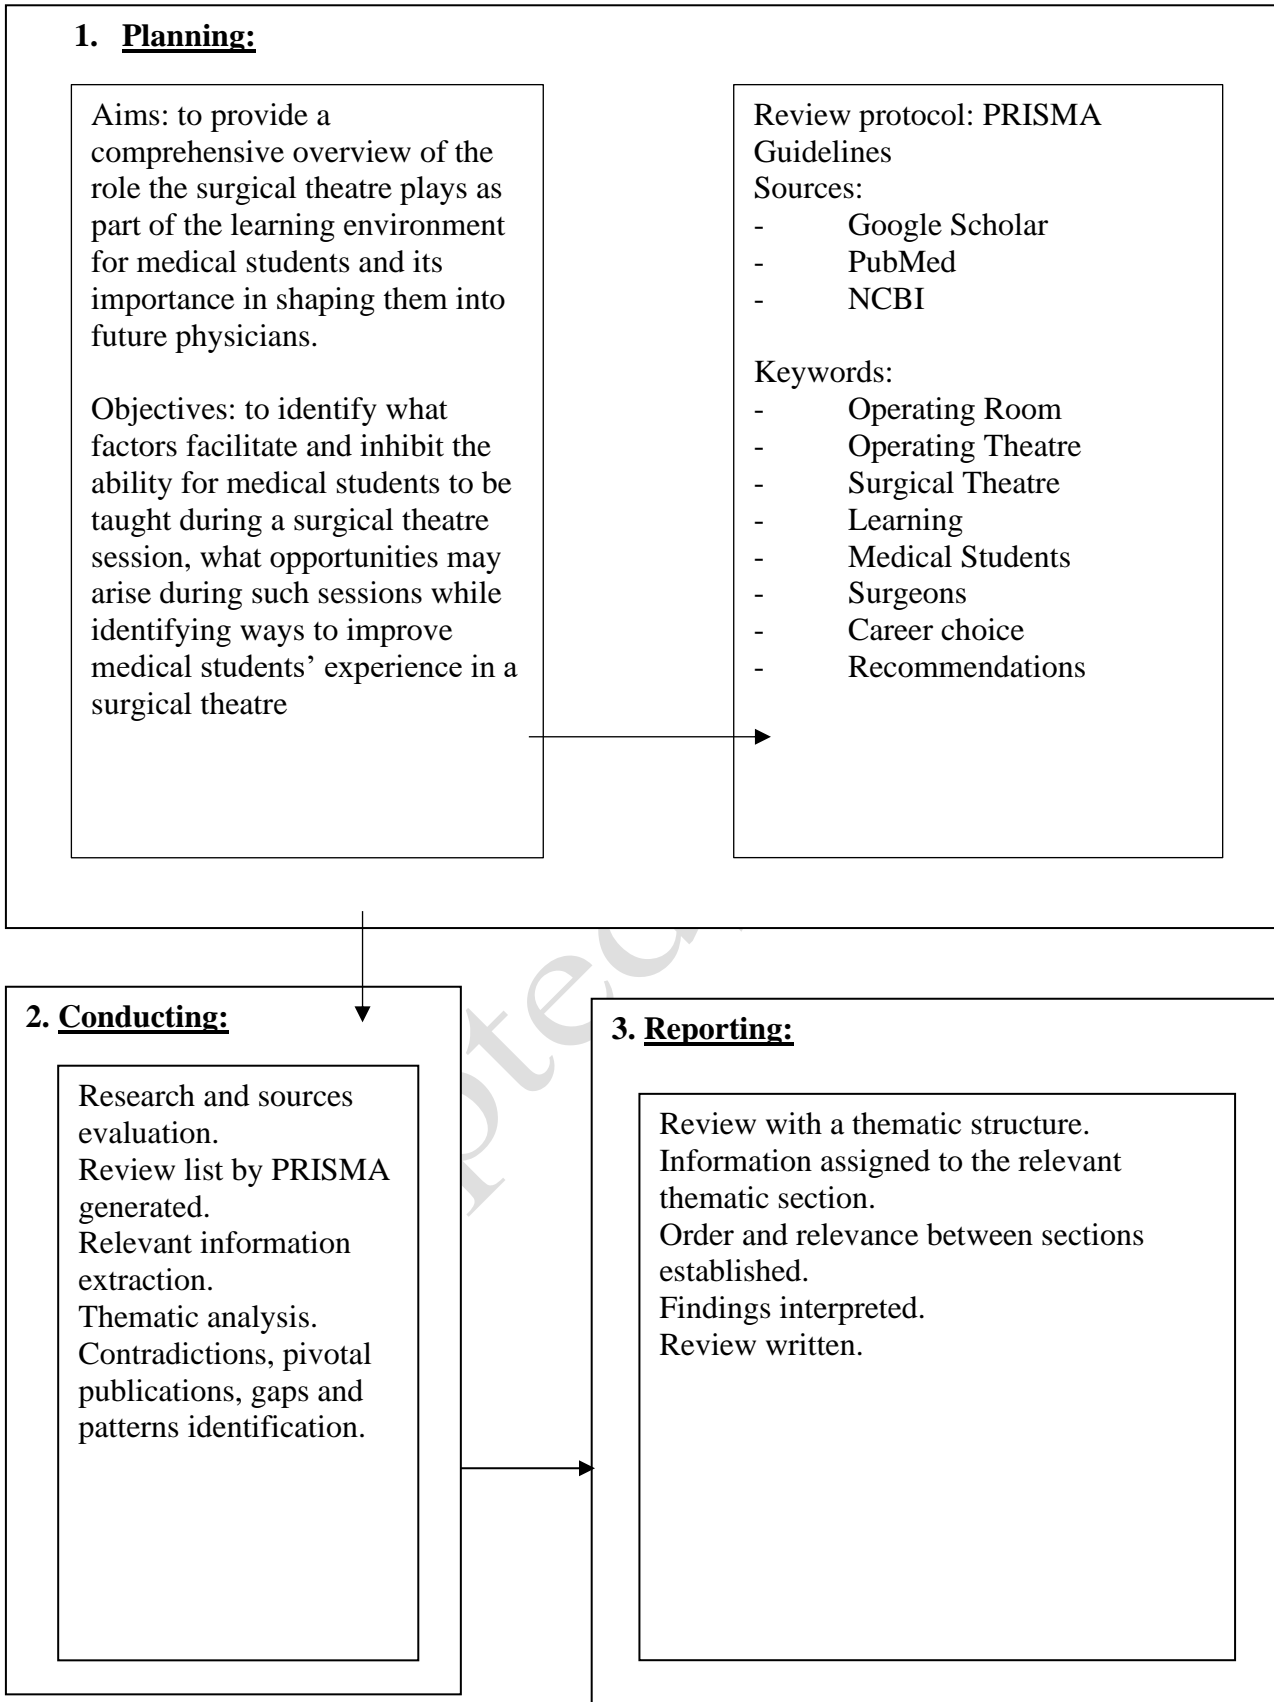 1. Planning:
Aims: to provide a
comprehensive overview of the
role the surgical theatre plays as
part of the learning environment
for medical students and its
importance in shaping them into
future physicians.
Objectives: to identify what
factors facilitate and inhibit the
ability for medical students to be
taught during a surgical theatre
session, what opportunities may
arise during such sessions while
identifying ways to improve
medical students’ experience in a
surgical theatre
Review protocol: PRISMA
Guidelines
Sources:
- Google Scholar
- PubMed
- NCBI
Keywords:
- Operating Room
- Operating Theatre
- Surgical Theatre
- Learning
- Medical Students
- Surgeons
- Career choice
- Recommendations
2. Conducting:
Research and sources
evaluation.
Review list by PRISMA
generated.
Relevant information
extraction.
Thematic analysis.
Contradictions, pivotal
publications, gaps and
patterns identification.
3. Reporting:
Review with a thematic structure.
Information assigned to the relevant
thematic section.
Order and relevance between sections
established.
Findings interpreted.
Review written.